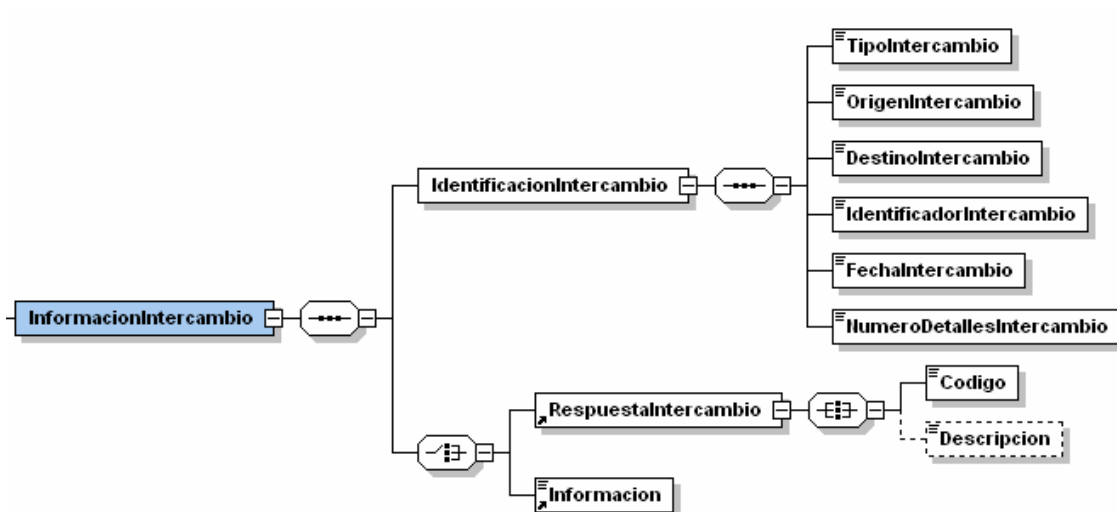 TipoIntercambio
OrigenIntercambio
DestinoIntercambio
IdentificacionIntercambio
IdentificadorIntercambio
FechaIntercambio
InformacionIntercambio
NumeroDetallesIntercambio
Codigo
RespuestaIntercambio
Descripcion
Informacion